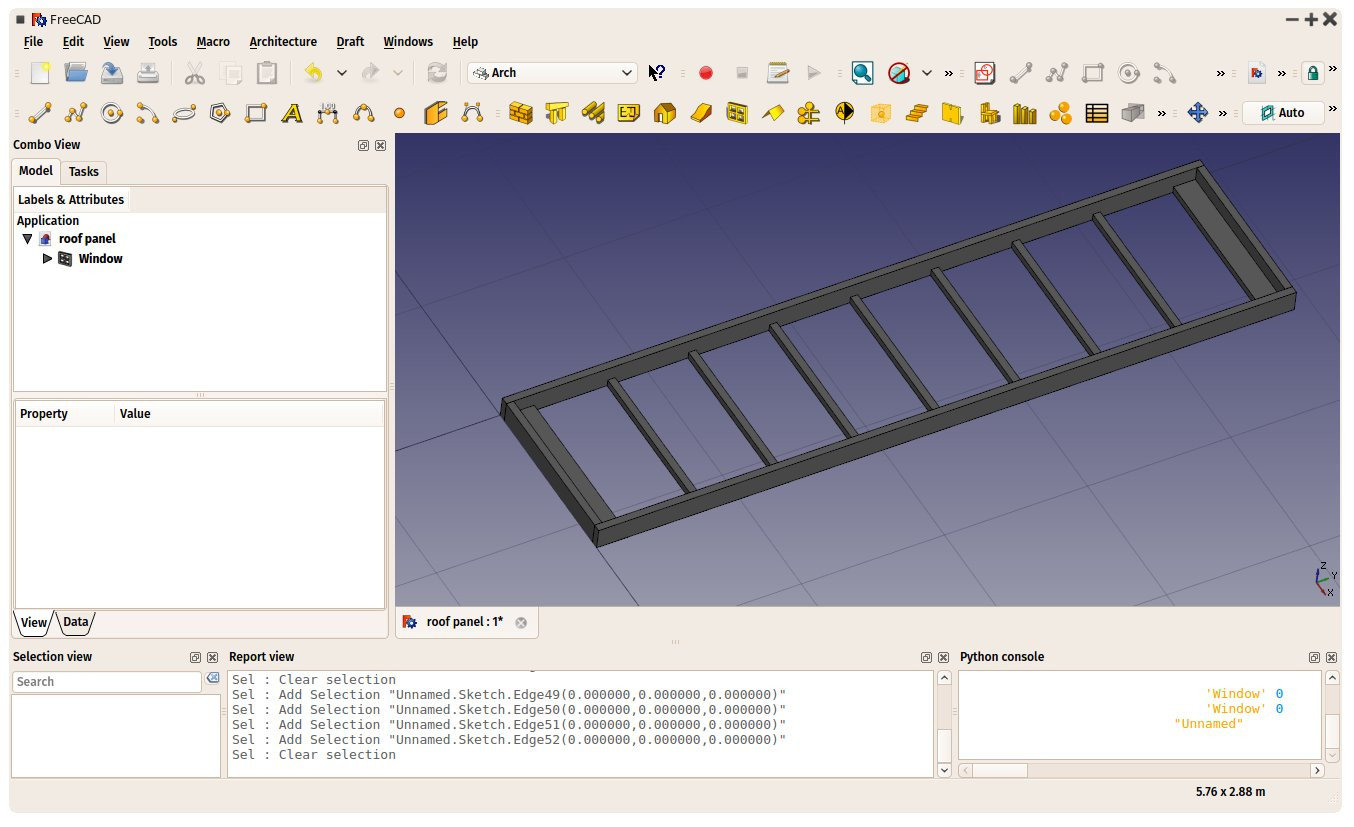 FreeCAD
File Edit View Tools Macro Architecture Draft Windows Help
Arch
Auto
Combo View
Model Tasks
Labels & Attributes
Application
roof panel
Window
Property Value
View Data
Z
Y
X
roof panel : 1*
Selection view
Search
Report view
Sel : Clear selection
Sel : Add Selection "Unnamed.Sketch.Edge49(0.000000,0.000000,0.000000)"
Sel : Add Selection "Unnamed.Sketch.Edge50(0.000000,0.000000,0.000000)"
Sel : Add Selection "Unnamed.Sketch.Edge51(0.000000,0.000000,0.000000)"
Sel : Add Selection "Unnamed.Sketch.Edge52(0.000000,0.000000,0.000000)"
Sel : Clear selection
Python console
'Window' 0
'Window' 0
"Unnamed"
5.76 x 2.88 m